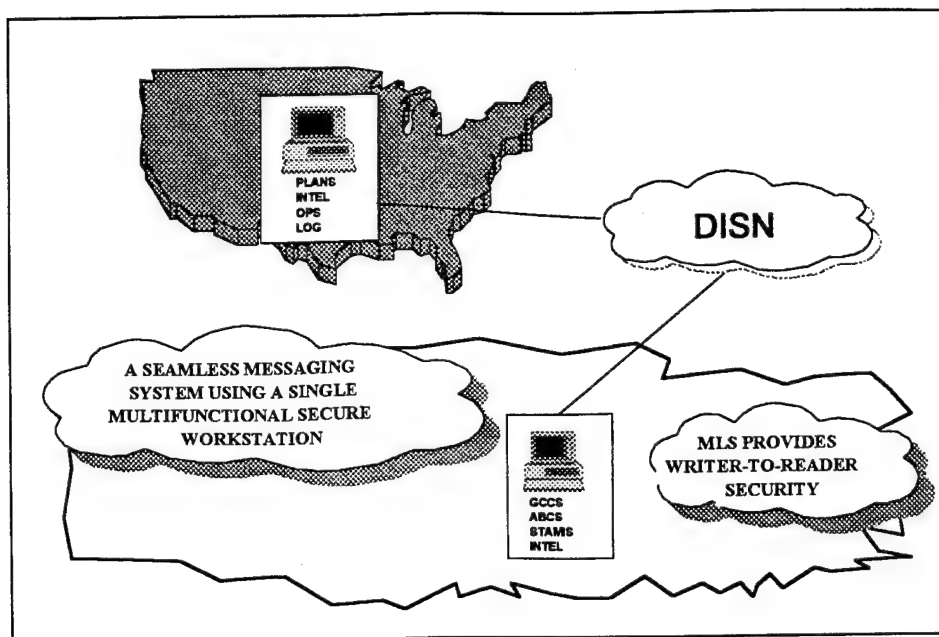 PLANS
INTEL
OPS
LOG
DISN
A SEAMLESS MESSAGING
SYSTEM USING A SINGLE
MULTIFUNCTIONAL SECURE
WORKSTATION
GCCS
ABCS
STAMIS
INTEL
MLS PROVIDES
WRITER-TO-READER
SECURITY